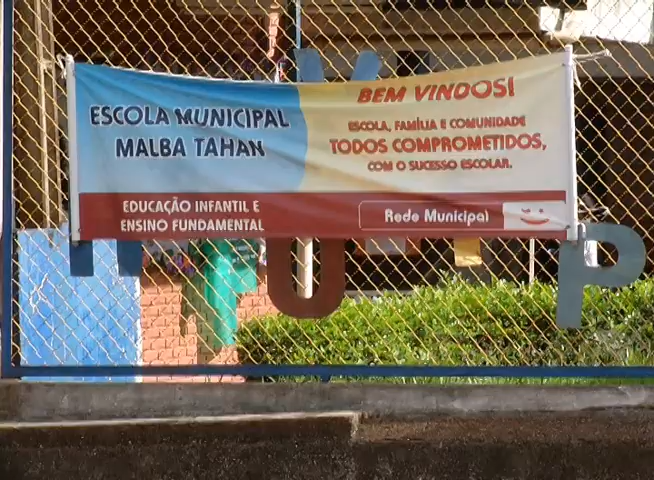 ESCOLA MUNICIPAL
MALBA TAHAN
BEM VINDOS!
ESCOLA, FAMÍLIA E COMUNIDADE
TODOS COMPROMETIDOS,
COM O SUCESSO ESCOLAR.
EDUCAÇÃO INFANTIL E
ENSINO FUNDAMENTAL
Rede Municipal
U
P